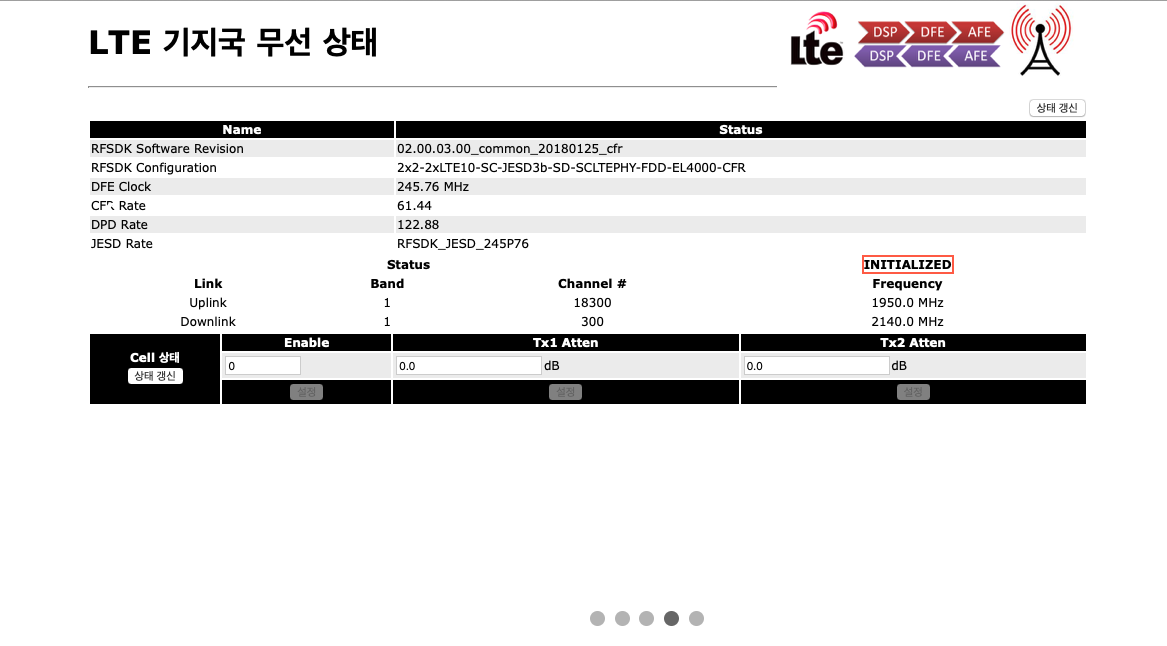 LTE 기지국 무선 상태
Lte
DSP DFE AFE
DSP DFE AFE
상태 갱신
Name Status
RFSDK Software Revision 02.00.03.00_common_20180125_cfr
RFSDK Configuration 2x2-2xLTE10-SC-JESD3b-SD-SCLTEPHY-FDD-EL4000-CFR
DFE Clock 245.76 MHz
CFR Rate 61.44
DPD Rate 122.88
JESD Rate RFSDK_JESD_245P76
Status INITIALIZED
Link Band Channel # Frequency
Uplink 1 18300 1950.0 MHz
Downlink 1 300 2140.0 MHz
Cell 상태 Enable Tx1 Atten Tx2 Atten
상태 갱신 0 0.0 dB 0.0 dB
설정 설정 설정